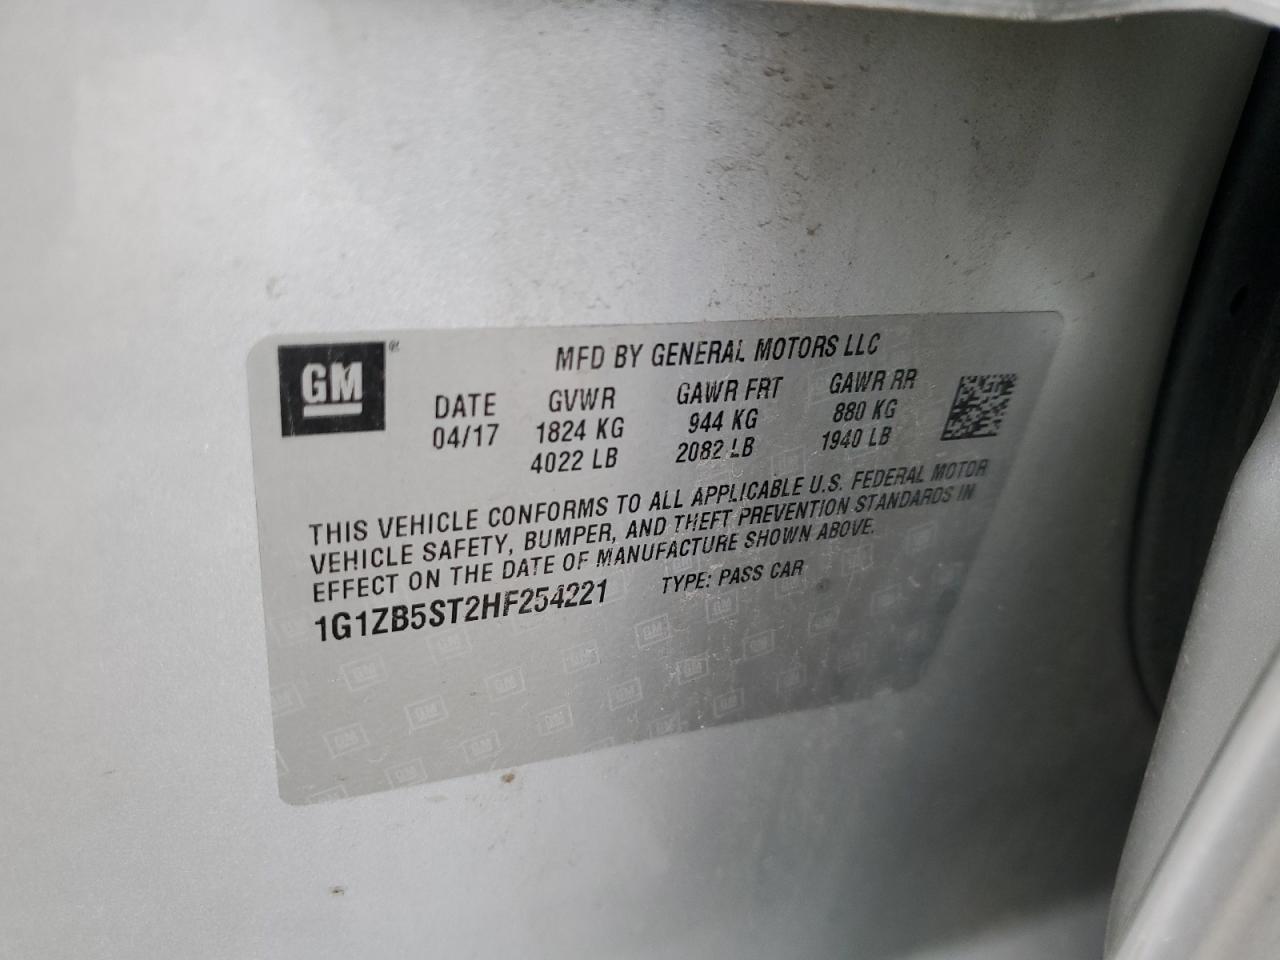 GM
MFD BY GENERAL MOTORS LLC
DATE GVWR GAWR FRT GAWR RR
04/17 1824 KG 944 KG 880 KG
4022 LB 2082 LB 1940 LB
THIS VEHICLE CONFORMS TO ALL APPLICABLE U.S. FEDERAL MOTOR
VEHICLE SAFETY, BUMPER, AND THEFT PREVENTION STANDARDS IN
EFFECT ON THE DATE OF MANUFACTURE SHOWN ABOVE.
1G1ZB5ST2HF254221 TYPE: PASS CAR